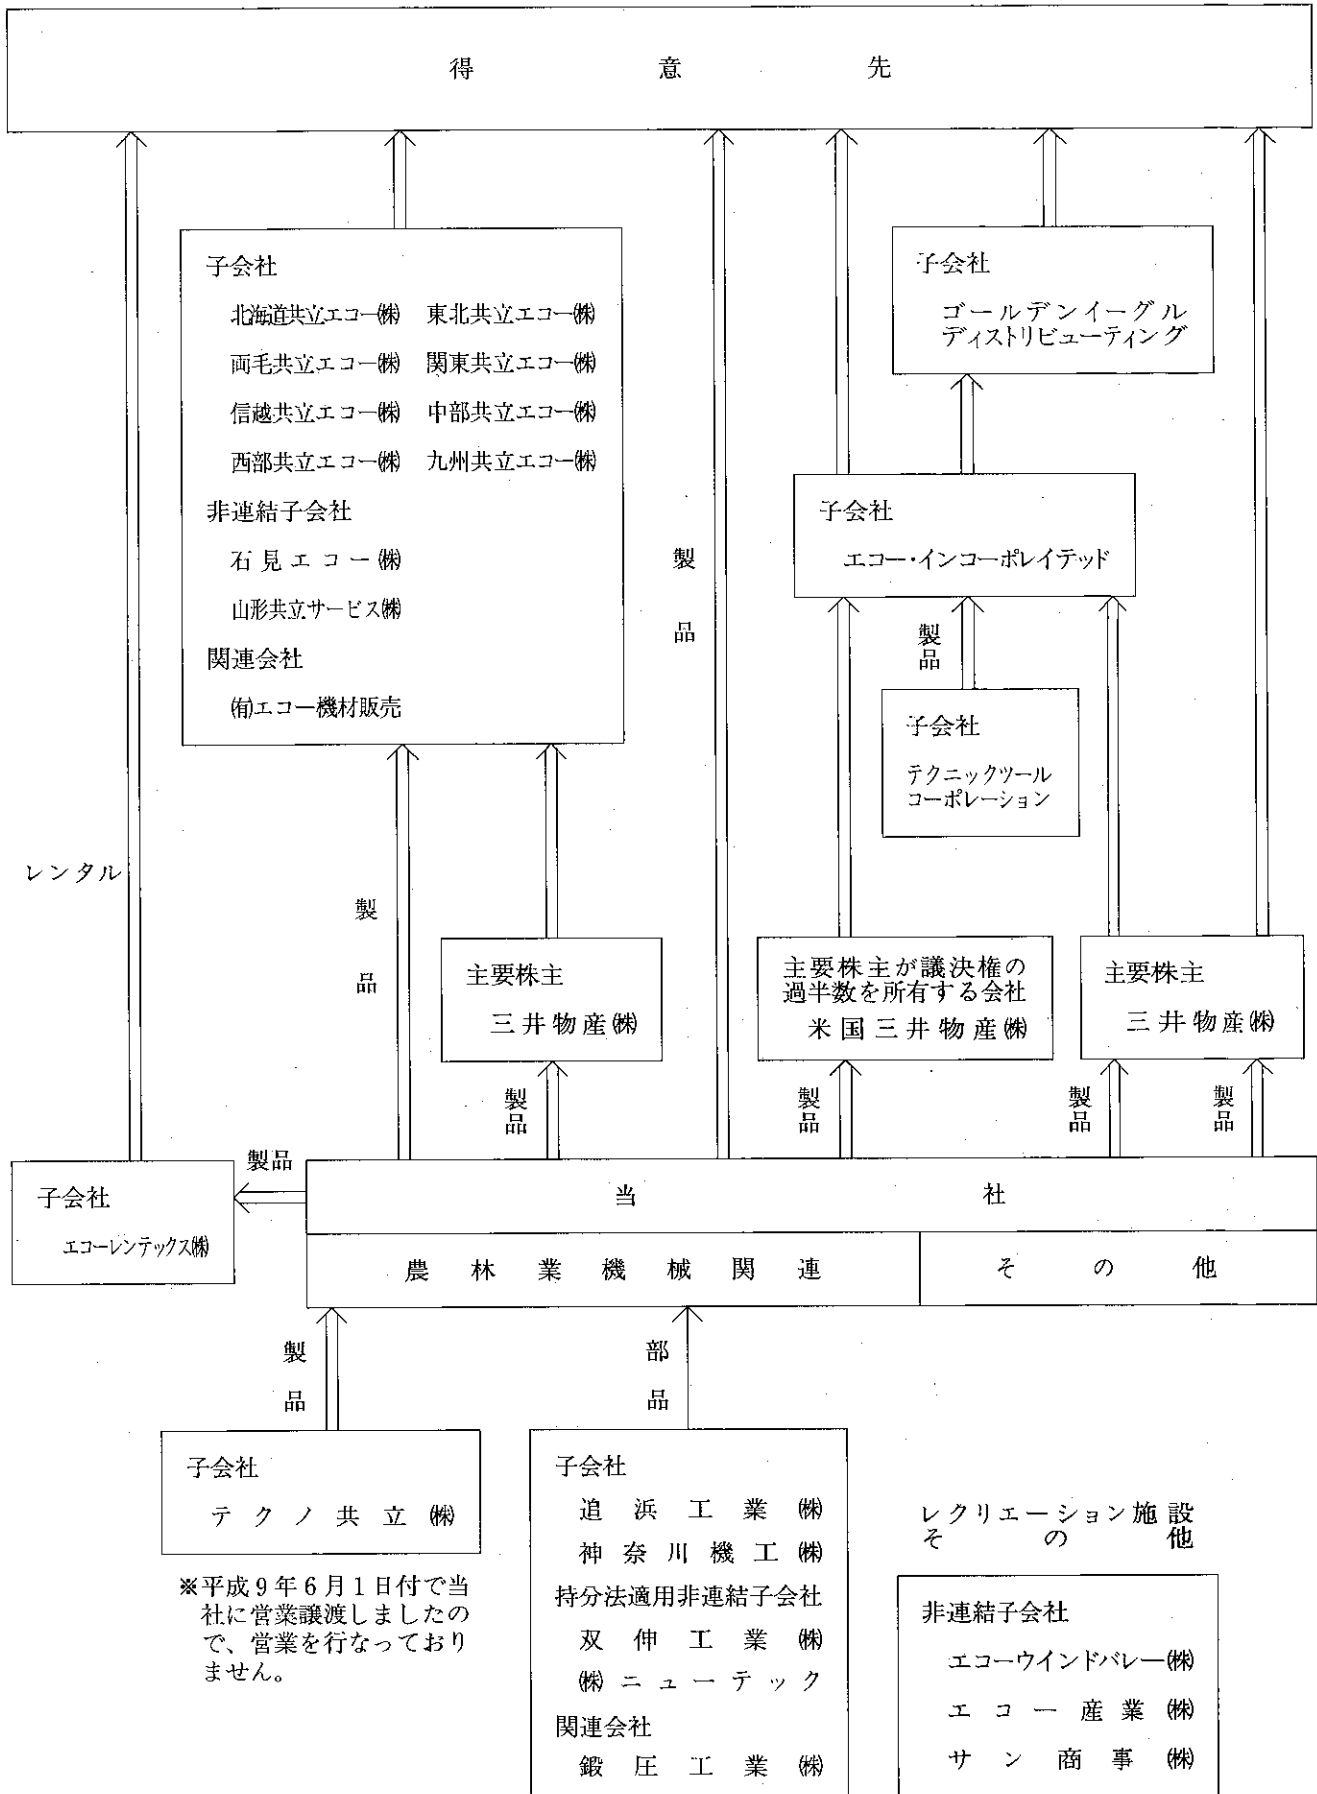 得意先
子会社
北海道共立エコー㈱ 東北共立エコー㈱
両毛共立エコー㈱ 関東共立エコー㈱
信越共立エコー㈱ 中部共立エコー㈱
西部共立エコー㈱ 九州共立エコー㈱
非連結子会社
石見エコー㈱
山形共立サービス㈱
関連会社
㈲エコー機材販売
子会社
ゴールデンイーグル
ディストリビューティング
子会社
エコー・インコーポレイテッド
製品
製品
子会社
テクニックツール
コーポレーション
レンタル
製品
主要株主
三井物産㈱
主要株主が議決権の
過半数を所有する会社
米国三井物産㈱
主要株主
三井物産㈱
製品
製品
製品
製品
製品
子会社
エコーレンテックス㈱
当社
農林業機械関連
その他
製品
部品
子会社
テクノ共立㈱
※平成9年6月1日付で当
社に営業譲渡しましたの
で、営業を行なっており
ません。
子会社
追浜工業㈱
神奈川機工㈱
持分法適用非連結子会社
双伸工業㈱
㈱ニューテック
関連会社
鍛圧工業㈱
レクリエーション施設
その他
非連結子会社
エコーウインドバレー㈱
エコー産業㈱
サン商事㈱